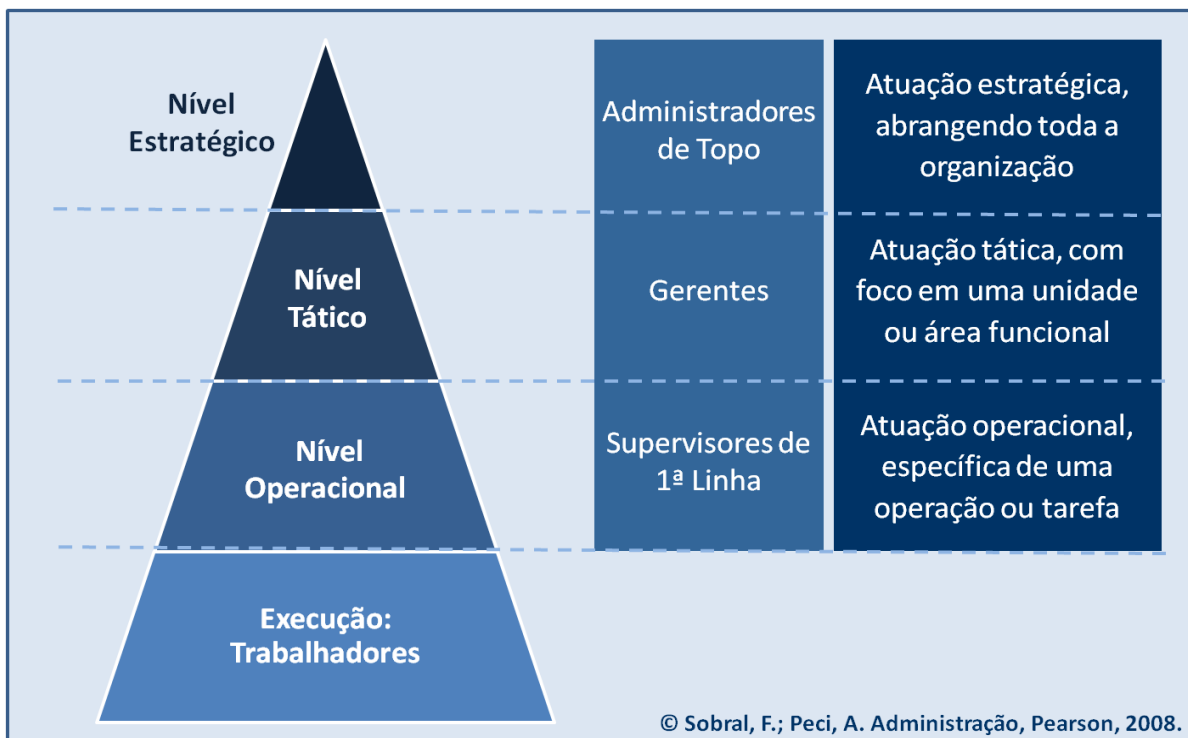 Nível
Estratégico
Administradores
de Topo
Atuação estratégica,
abrangendo toda a
organização
Nível
Tático
Gerentes
Atuação tática, com
foco em uma unidade
ou área funcional
Nível
Operacional
Supervisores de
1ª Linha
Atuação operacional,
específica de uma
operação ou tarefa
Execução:
Trabalhadores
© Sobral, F.; Peci, A. Administração, Pearson, 2008.